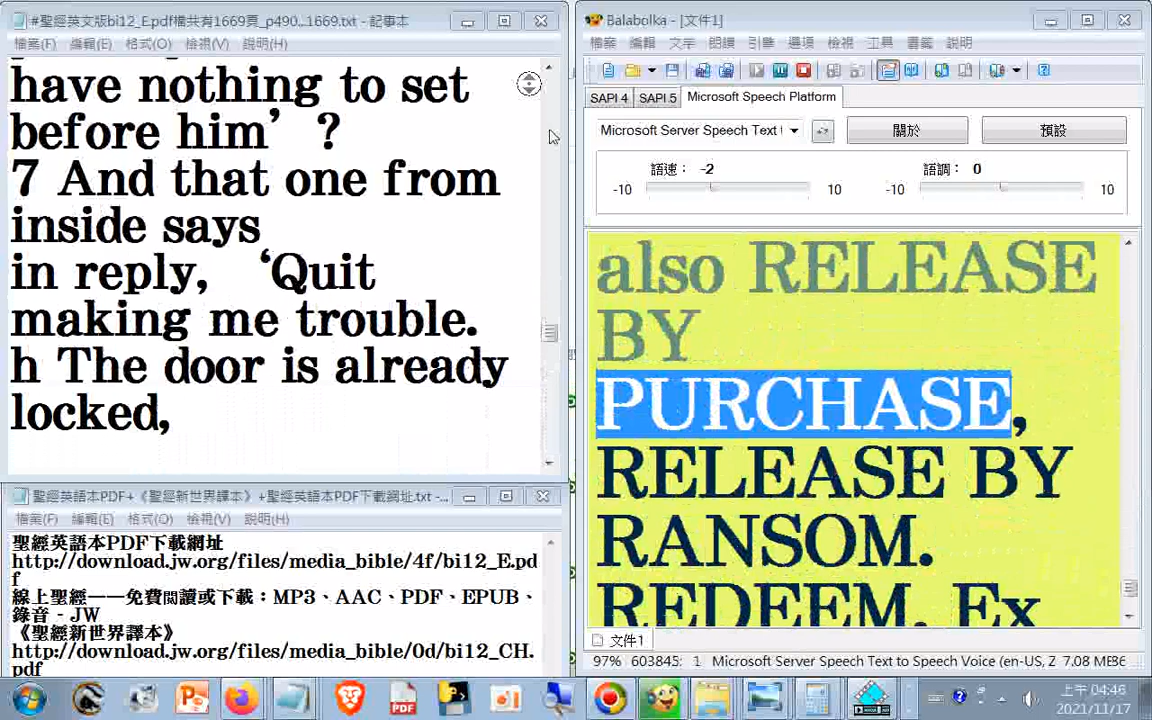 #聖經英文版bi12_E.pdf檔共有1669頁_p490...1669.txt - 記事本
檔案(F) 編輯(E) 格式(O) 檢視(V) 說明(H)
have nothing to set
before him’ ?
7 And that one from
inside says
in reply, ‘Quit
making me trouble.
h The door is already
locked,
聖經英語本PDF+《聖經新世界譯本》+聖經英語本PDF下載網址.txt -...
檔案(F) 編輯(E) 格式(O) 檢視(V) 說明(H)
聖經英語本PDF下載網址
http://download.jw.org/files/media_bible/4f/bi12_E.pd
f
線上聖經——免費閱讀或下載：MP3、AAC、PDF、EPUB、
錄音 - JW
《聖經新世界譯本》
http://download.jw.org/files/media_bible/0d/bi12_CH.
pdf
Balabolka - [文件1]
檔案 編輯 文字 朗讀 引擎 選項 檢視 工具 書籤 說明
SAPI 4 SAPI 5 Microsoft Speech Platform
Microsoft Server Speech Text 關於 預設
語速： -2 語調： 0
-10 10 -10 10
also RELEASE
BY
PURCHASE,
RELEASE BY
RANSOM.
REDEEM, Ex
文件1
97% 603845: 1 Microsoft Server Speech Text to Speech Voice (en-US, Z 7.08 MB
上午 04:46
2021/11/17